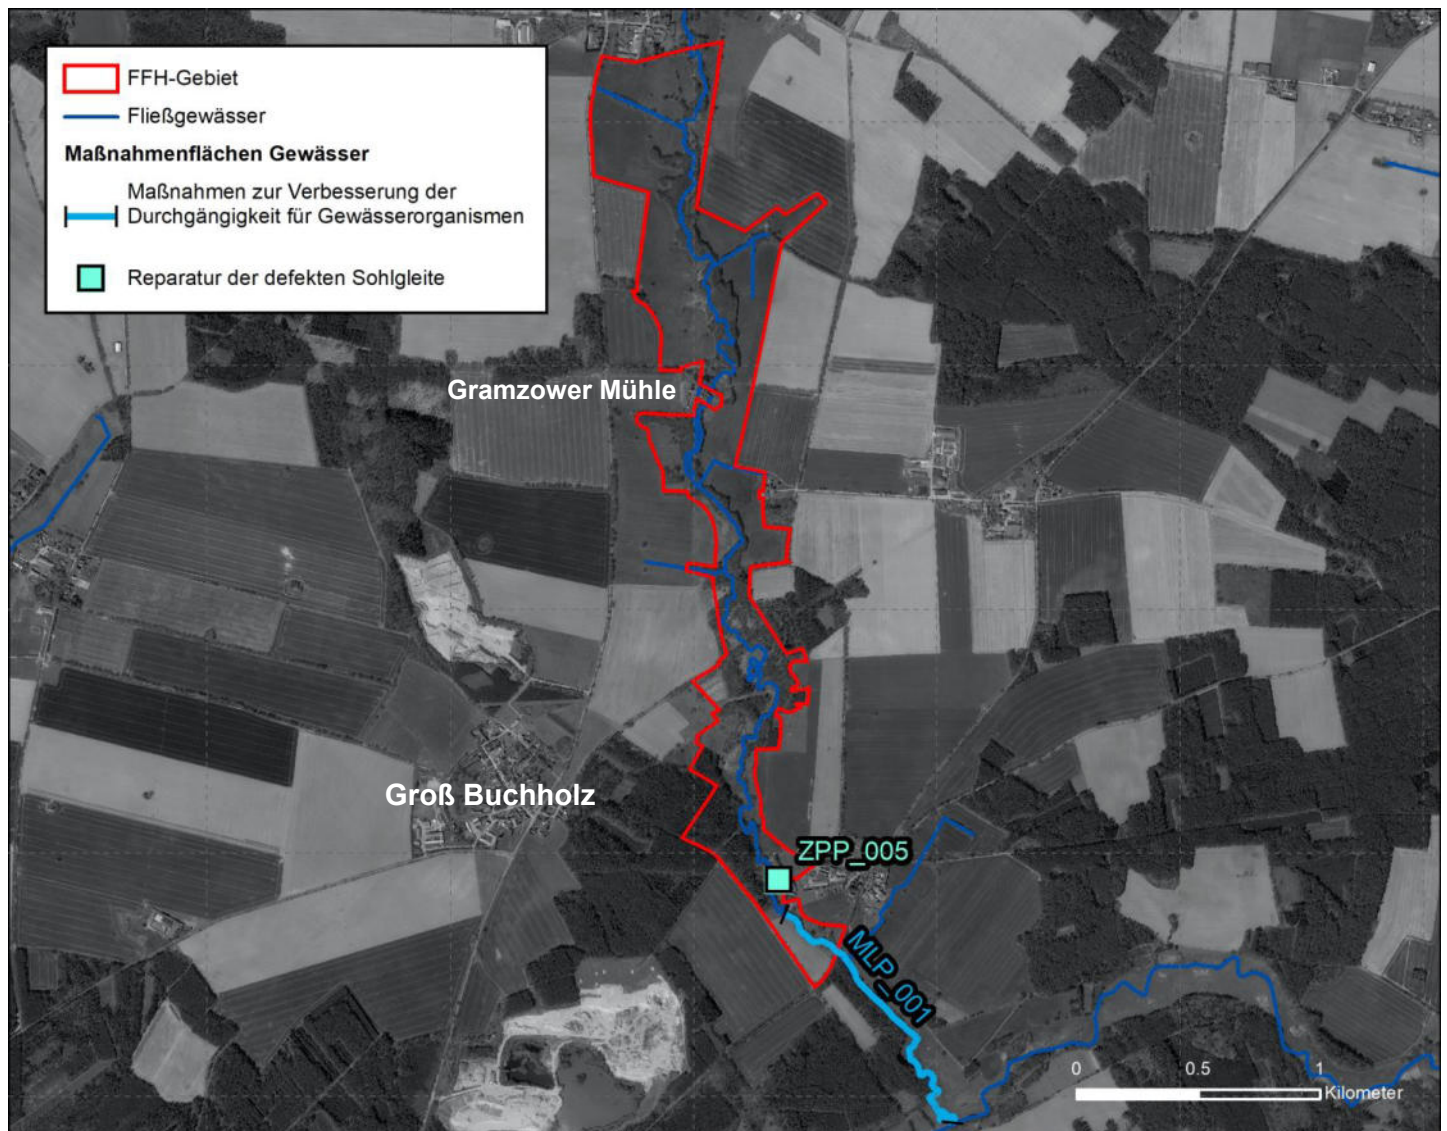 FFH-Gebiet
Fließgewässer
Maßnahmenflächen Gewässer
Maßnahmen zur Verbesserung der
Durchgängigkeit für Gewässerorganismen
Reparatur der defekten Sohlgleite
Gramzower Mühle
Groß Buchholz
ZPP_005
MLP_001
0 0.5 1
Kilometer